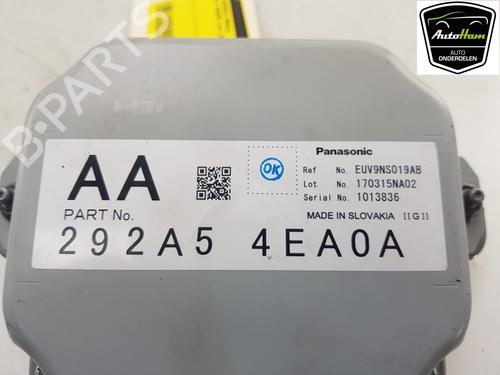 AutoHam
AUTO
ONDERDELEN
B-PARTS
AA
OK
Panasonic
Ref No. EUV9NS019AB
Lot No. 170315NA02
Serial No. 1013836
PART No.
MADE IN SLOVAKIA [[G]]
292A5 4EA0A